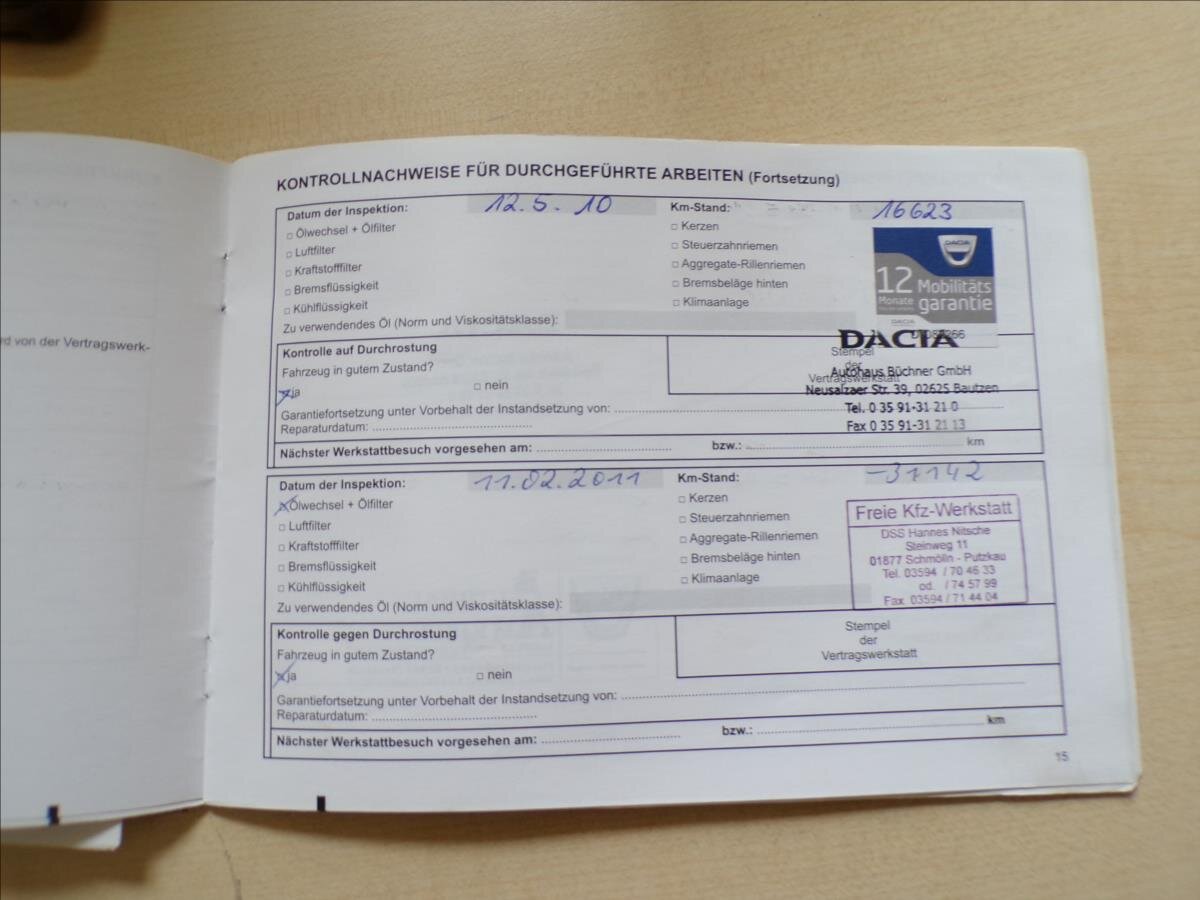 rd von der Vertragswerk-
KONTROLLNACHWEISE FÜR DURCHGEFÜHRTE ARBEITEN (Fortsetzung)
Datum der Inspektion: 12.5.10 Km-Stand: 16623
Ölwechsel + Ölfilter
Luftfilter
Kraftstofffilter
Bremsflüssigkeit
Kühlflüssigkeit
Kerzen
Steuerzahnriemen
Aggregate-Rillenriemen
Bremsbeläge hinten
Klimaanlage
DACIA
12 Mobilitäts
Monate garantie
DACIA
Zu verwendendes Öl (Norm und Viskositätsklasse):
DACIA
Kontrolle auf Durchrostung
Fahrzeug in gutem Zustand?
ja nein
Stempel
der
Vertragswerkstatt
Autohaus Büchner GmbH
Neusalzaer Str. 39, 02625 Bautzen
Tel. 0 35 91-31 21 0
Fax 0 35 91-31 21 13
Garantiefortsetzung unter Vorbehalt der Instandsetzung von:
Reparaturdatum:
Nächster Werkstattbesuch vorgesehen am: bzw.: km
Datum der Inspektion: 11.02.2011 Km-Stand: -37142
Ölwechsel + Ölfilter
Luftfilter
Kraftstofffilter
Bremsflüssigkeit
Kühlflüssigkeit
Kerzen
Steuerzahnriemen
Aggregate-Rillenriemen
Bremsbeläge hinten
Klimaanlage
Freie Kfz-Werkstatt
DSS Hannes Nitsche
Steinweg 11
01877 Schmölln - Putzkau
Tel. 03594 / 70 46 33
od. / 74 57 99
Fax. 03594 / 71 44 04
Zu verwendendes Öl (Norm und Viskositätsklasse):
Kontrolle gegen Durchrostung
Fahrzeug in gutem Zustand?
ja nein
Stempel
der
Vertragswerkstatt
Garantiefortsetzung unter Vorbehalt der Instandsetzung von:
Reparaturdatum:
Nächster Werkstattbesuch vorgesehen am: bzw.: km
15